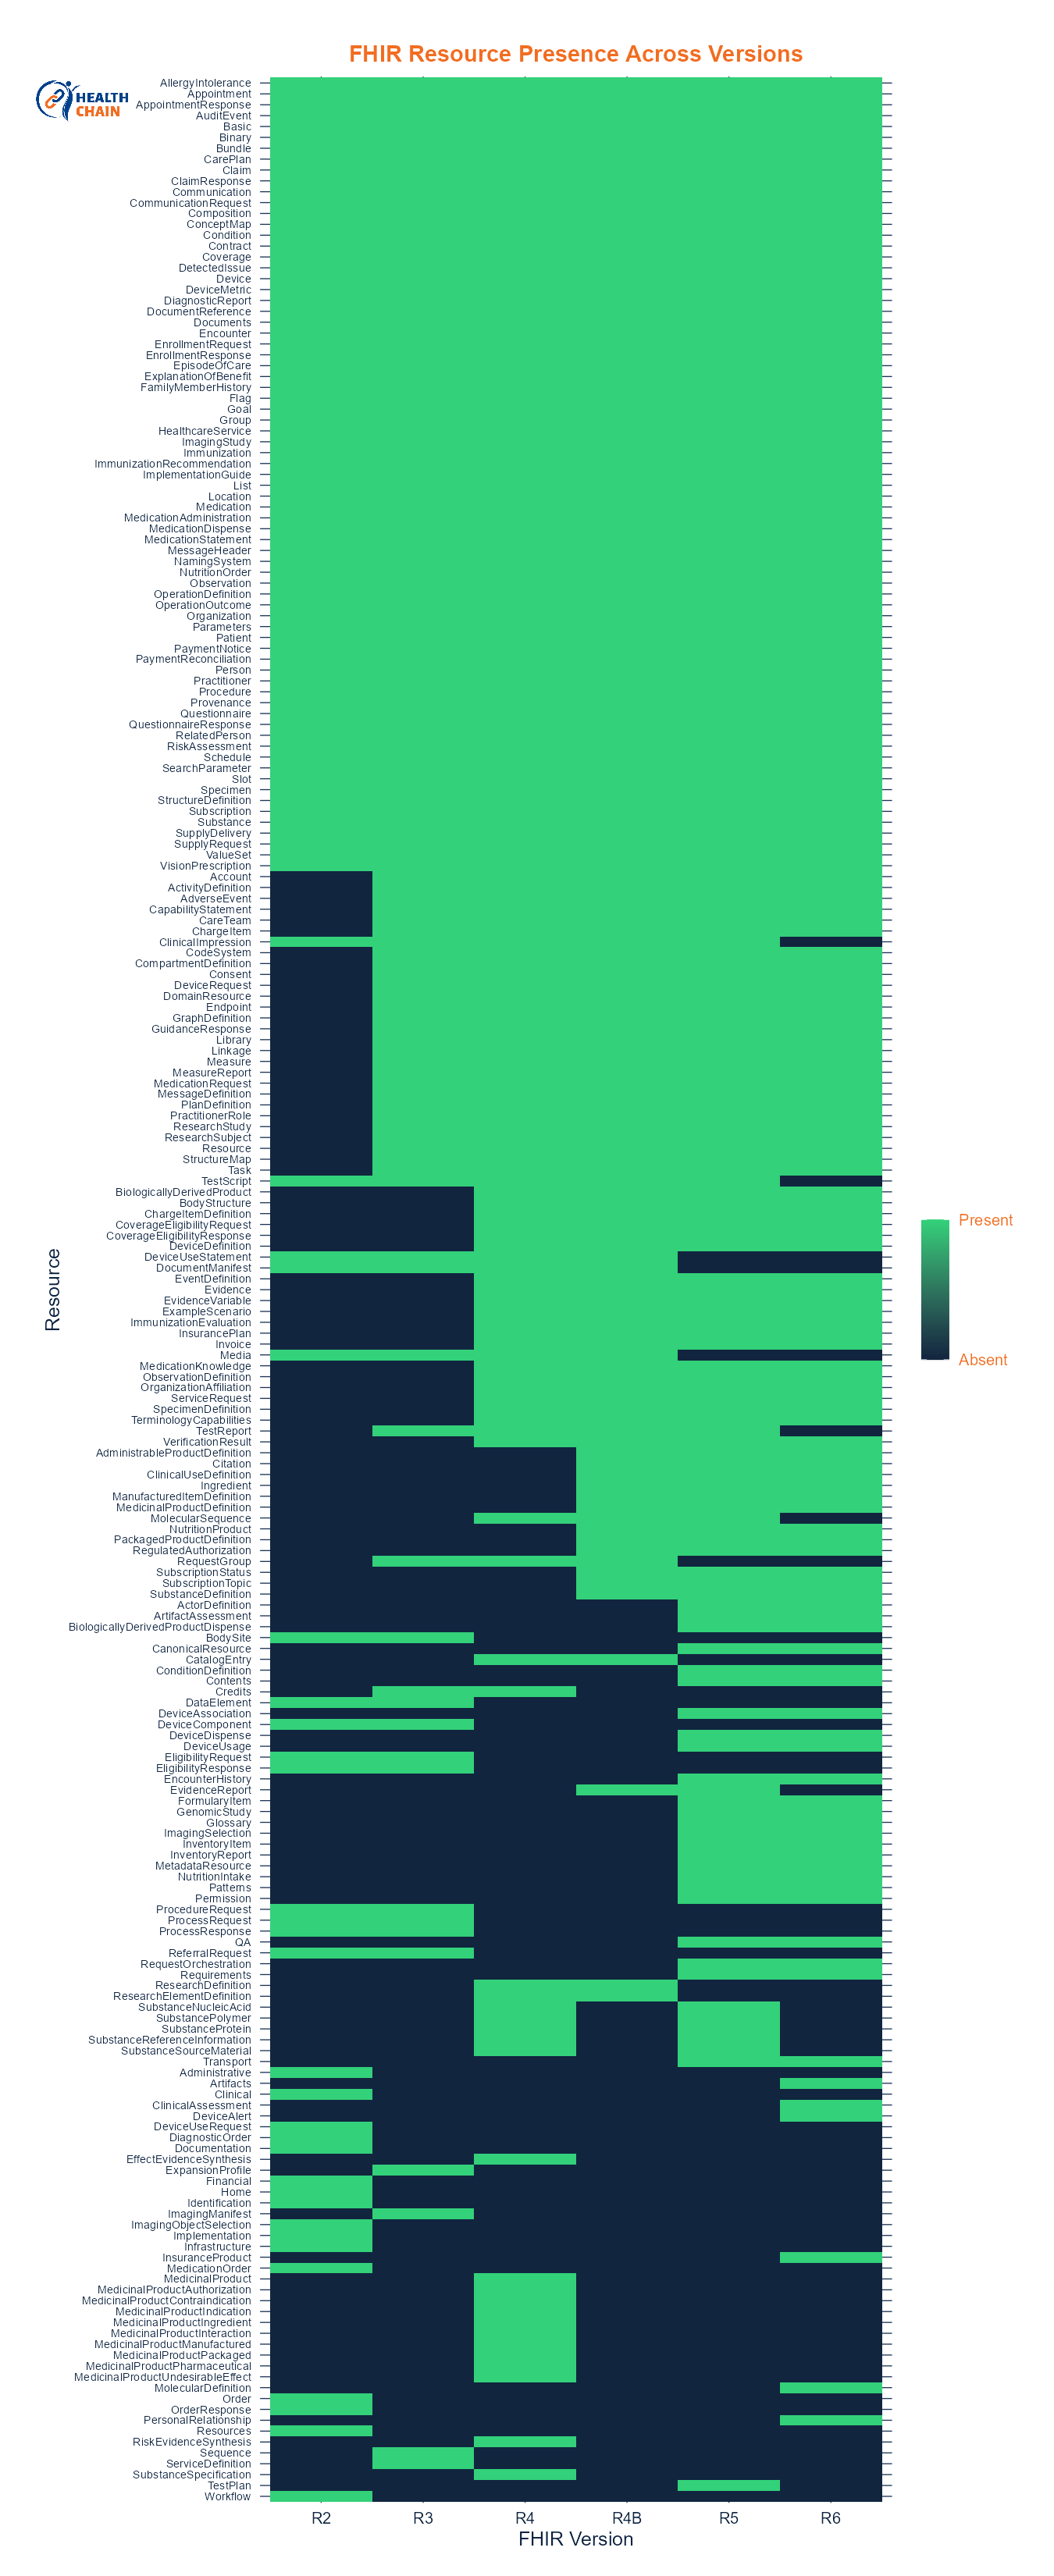 FHIR Resource Presence Across Versions
HEALTH
CHAIN
AllergyIntolerance
Appointment
AppointmentResponse
AuditEvent
Basic
Binary
Bundle
CarePlan
Claim
ClaimResponse
Communication
CommunicationRequest
Composition
ConceptMap
Condition
Contract
Coverage
DetectedIssue
Device
DeviceMetric
DiagnosticReport
DocumentReference
Documents
Encounter
EnrollmentRequest
EnrollmentResponse
EpisodeOfCare
ExplanationOfBenefit
FamilyMemberHistory
Flag
Goal
Group
HealthcareService
ImagingStudy
Immunization
ImmunizationRecommendation
ImplementationGuide
List
Location
Medication
MedicationAdministration
MedicationDispense
MedicationStatement
MessageHeader
NamingSystem
NutritionOrder
Observation
OperationDefinition
OperationOutcome
Organization
Parameters
Patient
PaymentNotice
PaymentReconciliation
Person
Practitioner
Procedure
Provenance
Questionnaire
QuestionnaireResponse
RelatedPerson
RiskAssessment
Schedule
SearchParameter
Slot
Specimen
StructureDefinition
Subscription
Substance
SupplyDelivery
SupplyRequest
ValueSet
VisionPrescription
Account
ActivityDefinition
AdverseEvent
CapabilityStatement
CareTeam
ChargeItem
ClinicalImpression
CodeSystem
CompartmentDefinition
Consent
DeviceRequest
DomainResource
Endpoint
GraphDefinition
GuidanceResponse
Library
Linkage
Measure
MeasureReport
MedicationRequest
MessageDefinition
PlanDefinition
PractitionerRole
ResearchStudy
ResearchSubject
Resource
StructureMap
Task
TestScript
BiologicallyDerivedProduct
BodyStructure
ChargeItemDefinition
CoverageEligibilityRequest
CoverageEligibilityResponse
DeviceDefinition
DeviceUseStatement
DocumentManifest
EventDefinition
Evidence
EvidenceVariable
ExampleScenario
ImmunizationEvaluation
InsurancePlan
Invoice
Media
MedicationKnowledge
ObservationDefinition
OrganizationAffiliation
ServiceRequest
SpecimenDefinition
TerminologyCapabilities
TestReport
VerificationResult
AdministrableProductDefinition
Citation
ClinicalUseDefinition
Ingredient
ManufacturedItemDefinition
MedicinalProductDefinition
MolecularSequence
NutritionProduct
PackagedProductDefinition
RegulatedAuthorization
RequestGroup
SubscriptionStatus
SubscriptionTopic
SubstanceDefinition
ActorDefinition
ArtifactAssessment
BiologicallyDerivedProductDispense
BodySite
CanonicalResource
CatalogEntry
ConditionDefinition
Contents
Credits
DataElement
DeviceAssociation
DeviceComponent
DeviceDispense
DeviceUsage
EligibilityRequest
EligibilityResponse
EncounterHistory
EvidenceReport
FormularyItem
GenomicStudy
Glossary
ImagingSelection
InventoryItem
InventoryReport
MetadataResource
NutritionIntake
Patterns
Permission
ProcedureRequest
ProcessRequest
ProcessResponse
QA
ReferralRequest
RequestOrchestration
Requirements
ResearchDefinition
ResearchElementDefinition
SubstanceNucleicAcid
SubstancePolymer
SubstanceProtein
SubstanceReferenceInformation
SubstanceSourceMaterial
Transport
Administrative
Artifacts
Clinical
ClinicalAssessment
DeviceAlert
DeviceUseRequest
DiagnosticOrder
Documentation
EffectEvidenceSynthesis
ExpansionProfile
Financial
Home
Identification
ImagingManifest
ImagingObjectSelection
Implementation
Infrastructure
InsuranceProduct
MedicationOrder
MedicinalProduct
MedicinalProductAuthorization
MedicinalProductContraindication
MedicinalProductIndication
MedicinalProductIngredient
MedicinalProductInteraction
MedicinalProductManufactured
MedicinalProductPackaged
MedicinalProductPharmaceutical
MedicinalProductUndesirableEffect
MolecularDefinition
Order
OrderResponse
PersonalRelationship
Resources
RiskEvidenceSynthesis
Sequence
ServiceDefinition
SubstanceSpecification
TestPlan
Workflow
Resource
Present
Absent
R2 R3 R4 R4B R5 R6
FHIR Version